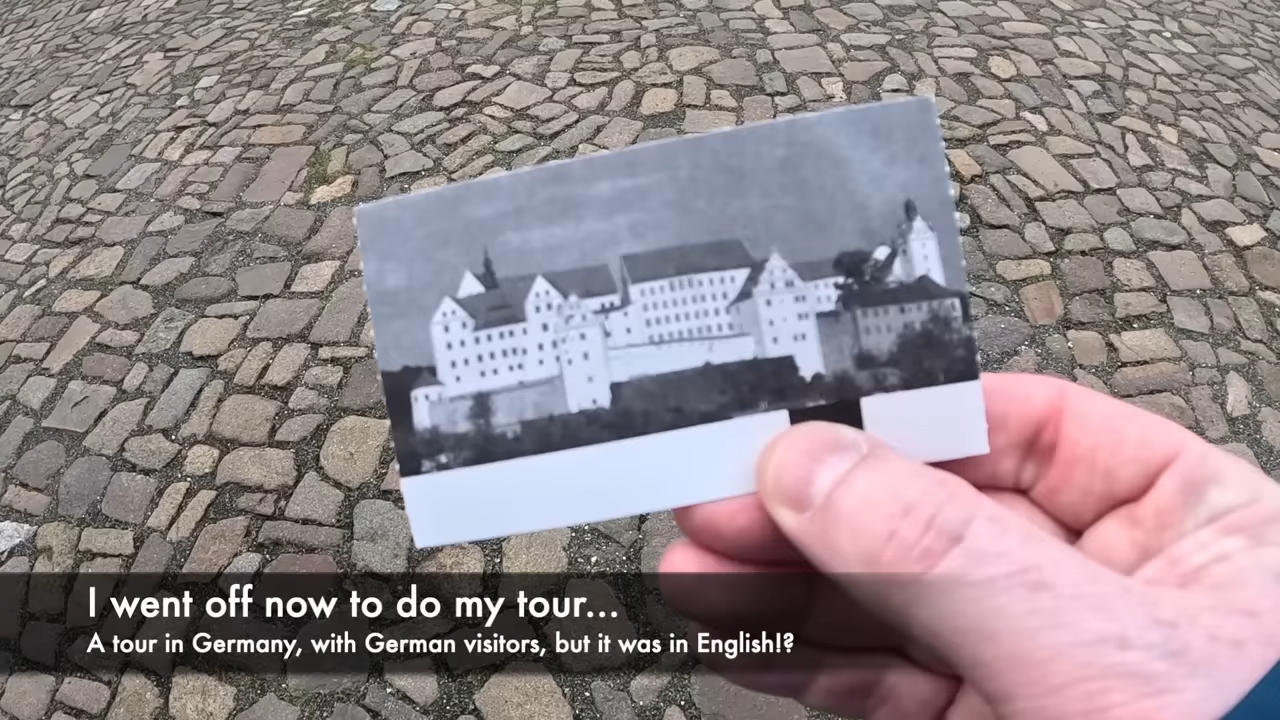 I went off now to do my tour...
A tour in Germany, with German visitors, but it was in English!?